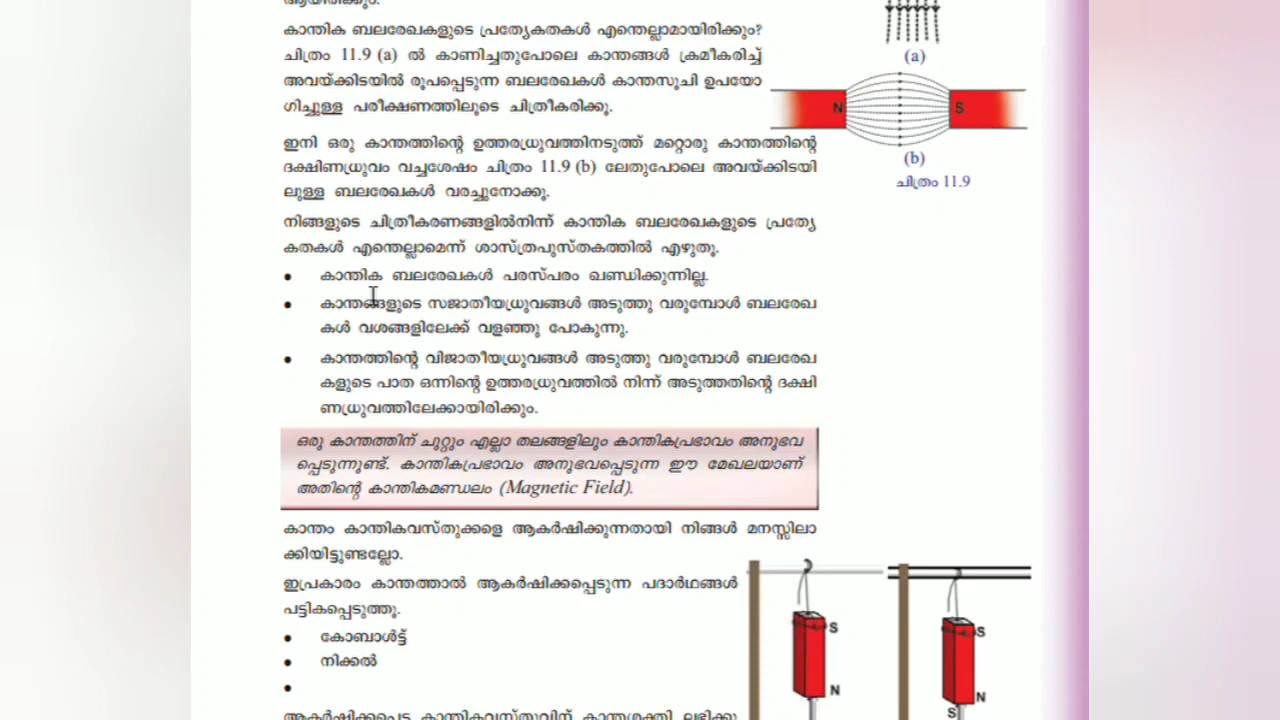 ആയിരിക്കും.
കാന്തിക ബലരേഖകളുടെ പ്രത്യേകതകൾ എന്തെല്ലാമായിരിക്കും?
ചിത്രം 11.9 (a) ൽ കാണിച്ചതുപോലെ കാന്തങ്ങൾ ക്രമീകരിച്ച്
അവയ്ക്കിടയിൽ രൂപപ്പെടുന്ന ബലരേഖകൾ കാന്തസൂചി ഉപയോ
ഗിച്ചുള്ള പരീക്ഷണത്തിലൂടെ ചിത്രീകരിക്കൂ.
(a)
N S
(b)
ചിത്രം 11.9
ഇനി ഒരു കാന്തത്തിന്റെ ഉത്തരധ്രുവത്തിനടുത്ത് മറ്റൊരു കാന്തത്തിന്റെ
ദക്ഷിണധ്രുവം വച്ചശേഷം ചിത്രം 11.9 (b) ലേതുപോലെ അവയ്ക്കിടയി
ലുള്ള ബലരേഖകൾ വരച്ചുനോക്കൂ.
നിങ്ങളുടെ ചിത്രീകരണങ്ങളിൽനിന്ന് കാന്തിക ബലരേഖകളുടെ പ്രത്യേ
കതകൾ എന്തെല്ലാമെന്ന് ശാസ്ത്രപുസ്തകത്തിൽ എഴുതൂ.
● കാന്തിക ബലരേഖകൾ പരസ്പരം ഖണ്ഡിക്കുന്നില്ല.
● കാന്തങ്ങളുടെ സജാതീയധ്രുവങ്ങൾ അടുത്തു വരുമ്പോൾ ബലരേഖ
കൾ വശങ്ങളിലേക്ക് വളഞ്ഞു പോകുന്നു.
● കാന്തത്തിന്റെ വിജാതീയധ്രുവങ്ങൾ അടുത്തു വരുമ്പോൾ ബലരേഖ
കളുടെ പാത ഒന്നിന്റെ ഉത്തരധ്രുവത്തിൽ നിന്ന് അടുത്തതിന്റെ ദക്ഷി
ണധ്രുവത്തിലേക്കായിരിക്കും.
ഒരു കാന്തത്തിന് ചുറ്റും എല്ലാ തലങ്ങളിലും കാന്തികപ്രഭാവം അനുഭവ
പ്പെടുന്നുണ്ട്. കാന്തികപ്രഭാവം അനുഭവപ്പെടുന്ന ഈ മേഖലയാണ്
അതിന്റെ കാന്തികമണ്ഡലം (Magnetic Field).
കാന്തം കാന്തികവസ്തുക്കളെ ആകർഷിക്കുന്നതായി നിങ്ങൾ മനസ്സിലാ
ക്കിയിട്ടുണ്ടല്ലോ.
ഇപ്രകാരം കാന്തത്താൽ ആകർഷിക്കപ്പെടുന്ന പദാർഥങ്ങൾ
പട്ടികപ്പെടുത്തൂ.
● കോബാൾട്ട്
● നിക്കൽ
●
S S
N N
S
ആകർഷിക്കപ്പെട്ട കാന്തികവസ്തുവിന് കാന്തശക്തി ലഭിക്കു